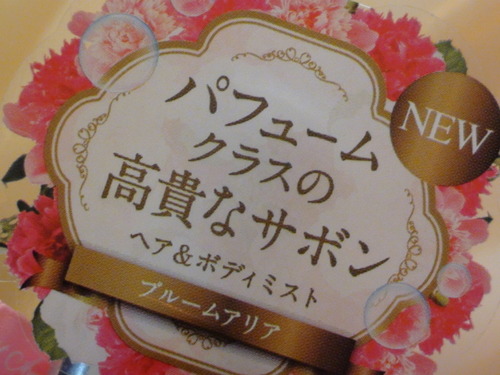 NEW
パフューム
クラスの
高貴なサボン
ヘア&ボディミスト
ブルームアリア